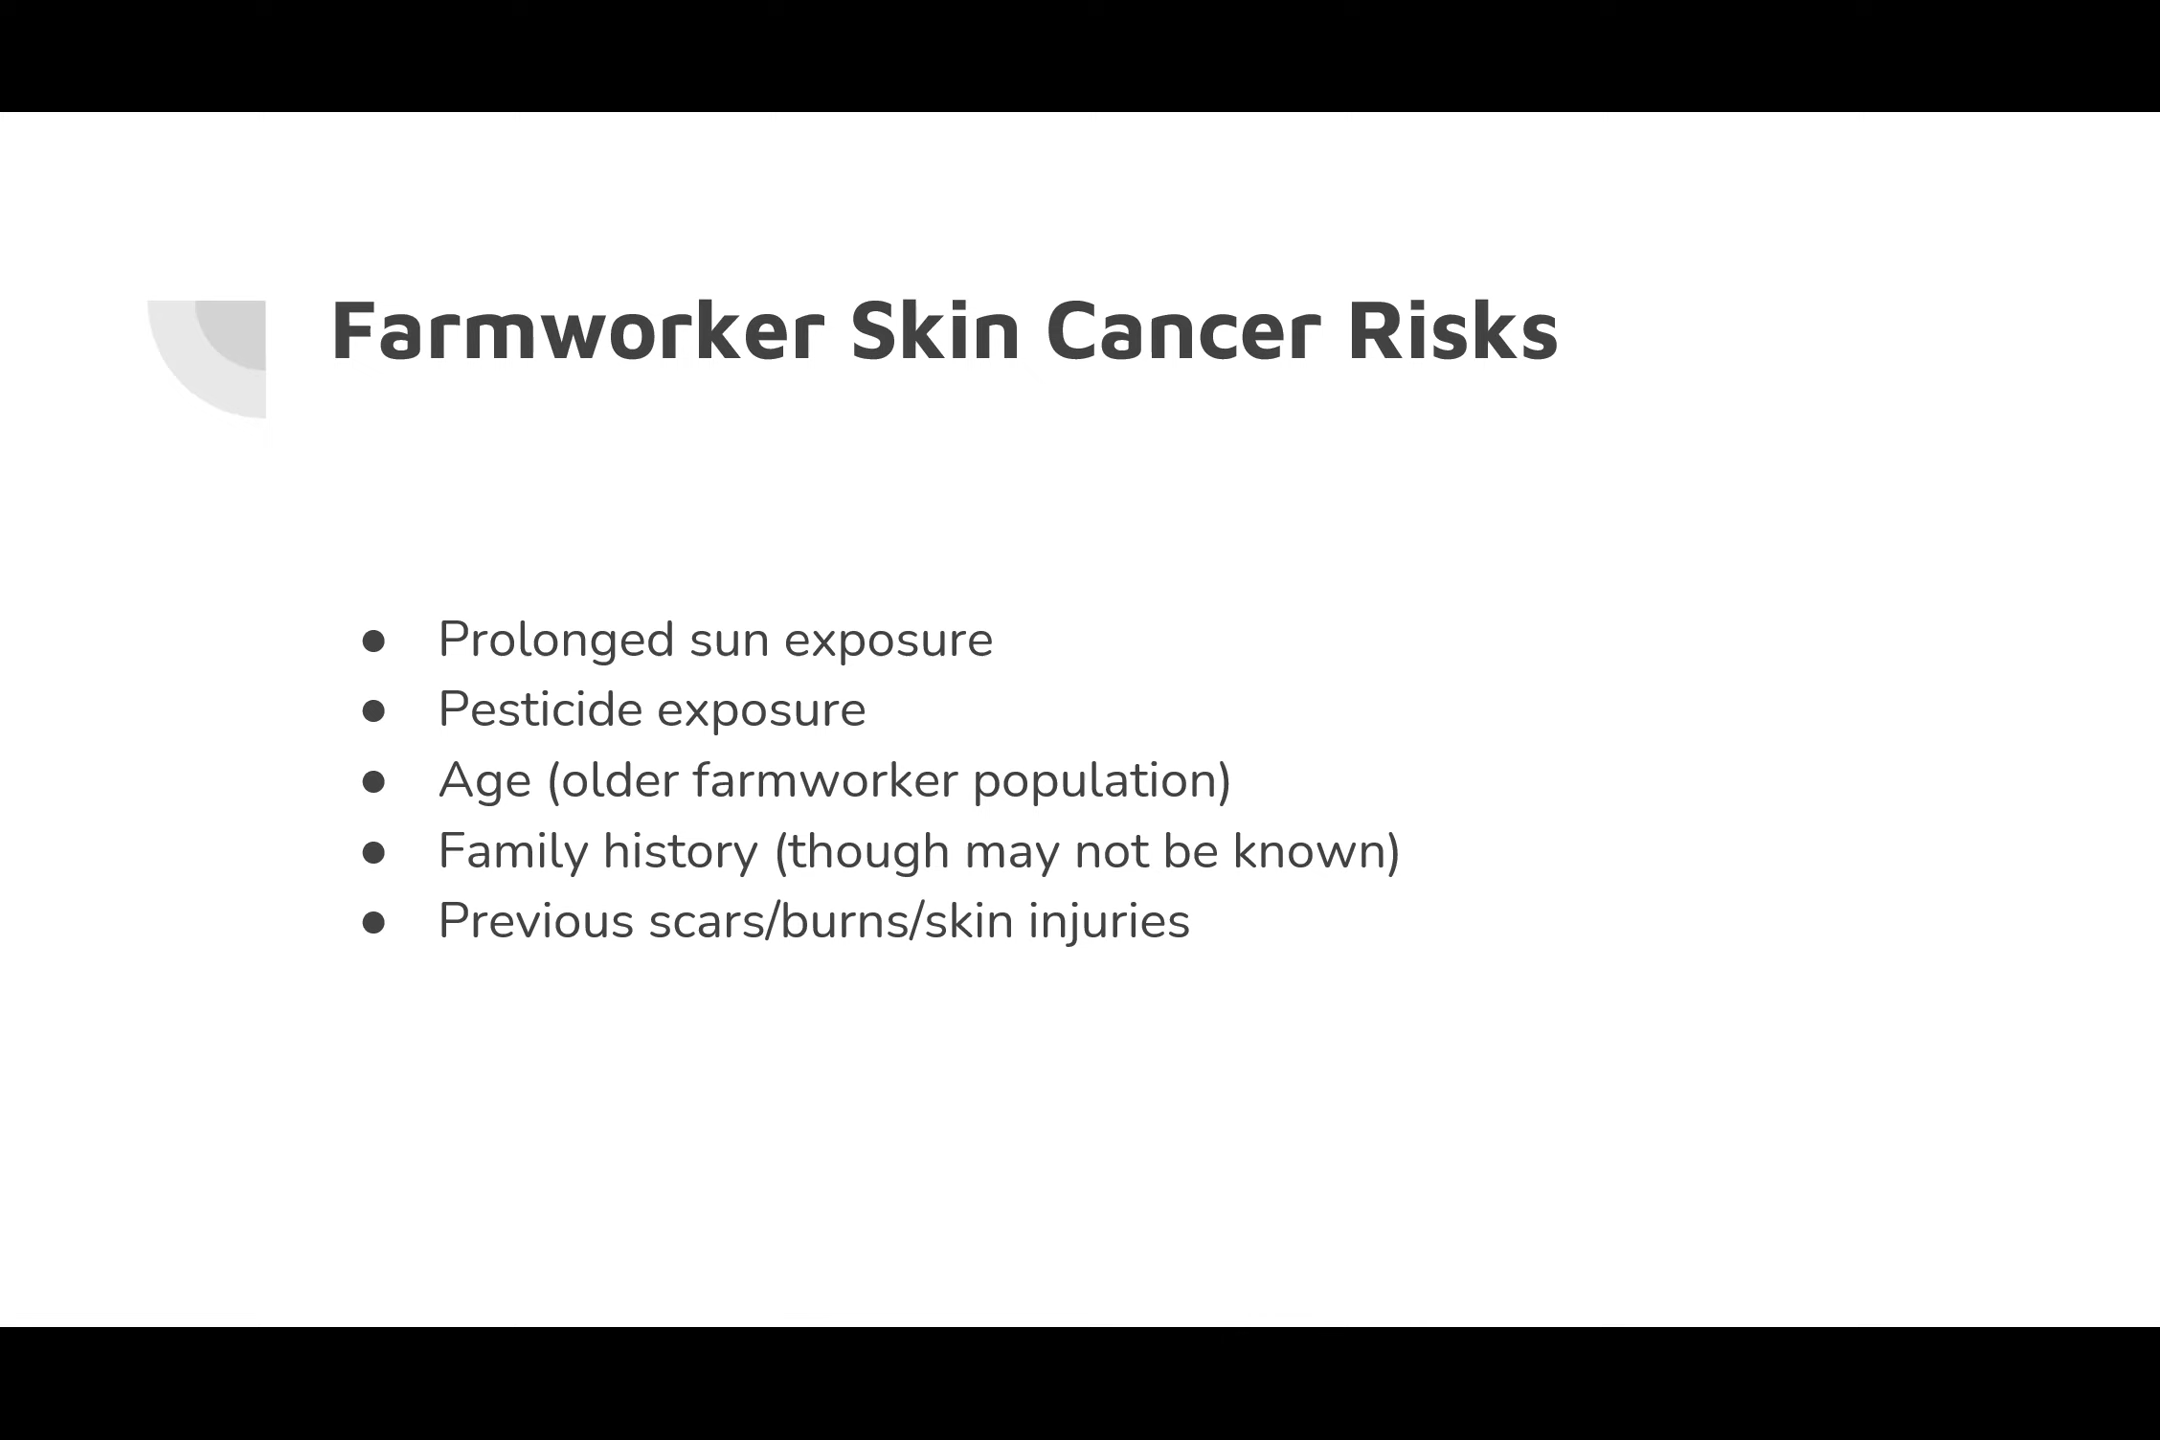 Farmworker Skin Cancer Risks
● Prolonged sun exposure
● Pesticide exposure
● Age (older farmworker population)
● Family history (though may not be known)
● Previous scars/burns/skin injuries